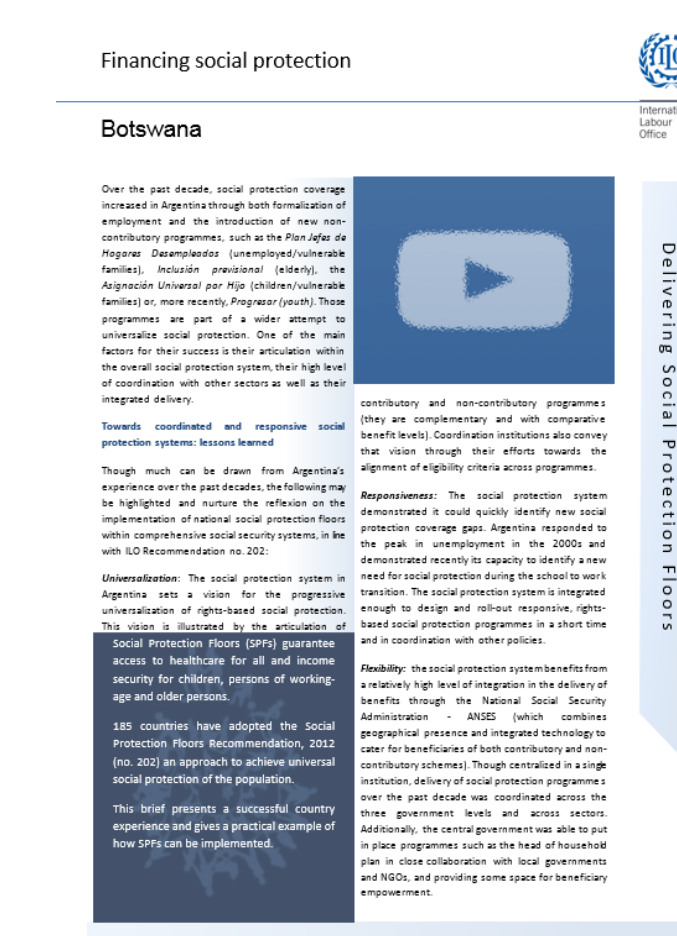 Financing social protection
Internati
Labour
Office
Botswana
Over the past decade, social protection coverage
increased in Argentina through both formalization of
employment and the introduction of new non-
contributory programmes, such as the Plan Jefes de
Hogares Desempleados (unemployed/vulnerable
families), Inclusión previsional (elderly), the
Asignación Universal por Hijo (children/vulnerable
families) or, more recently, Progresar (youth). Those
programmes are part of a wider attempt to
universalize social protection. One of the main
factors for their success is their articulation within
the overall social protection system, their high level
of coordination with other sectors as well as their
integrated delivery.
Towards coordinated and responsive social
protection systems: lessons learned
Though much can be drawn from Argentina's
experience over the past decades, the following may
be highlighted and nurture the reflexion on the
implementation of national social protection floors
within comprehensive social security systems, in line
with ILO Recommendation no. 202:
Universalization: The social protection system in
Argentina sets a vision for the progressive
universalization of rights-based social protection.
This vision is illustrated by the articulation of
Social Protection Floors (SPFs) guarantee
access to healthcare for all and income
security for children, persons of working-
age and older persons.
185 countries have adopted the Social
Protection Floors Recommendation, 2012
(no. 202) an approach to achieve universal
social protection of the population.
This brief presents a successful country
experience and gives a practical example of
how SPFs can be implemented.
contributory and non-contributory programmes
(they are complementary and with comparative
benefit levels). Coordination institutions also convey
that vision through their efforts towards the
alignment of eligibility criteria across programmes.
Responsiveness: The social protection system
demonstrated it could quickly identify new social
protection coverage gaps. Argentina responded to
the peak in unemployment in the 2000s and
demonstrated recently its capacity to identify a new
need for social protection during the school to work
transition. The social protection system is integrated
enough to design and roll-out responsive, rights-
based social protection programmes in a short time
and in coordination with other policies.
Flexibility: the social protection system benefits from
a relatively high level of integration in the delivery of
benefits through the National Social Security
Administration - ANSES (which combines
geographical presence and integrated technology to
cater for beneficiaries of both contributory and non-
contributory schemes). Though centralized in a single
institution, delivery of social protection programmes
over the past decade was coordinated across the
three government levels and across sectors.
Additionally, the central government was able to put
in place programmes such as the head of household
plan in close collaboration with local governments
and NGOs, and providing some space for beneficiary
empowerment.
Delivering Social Protection Floors